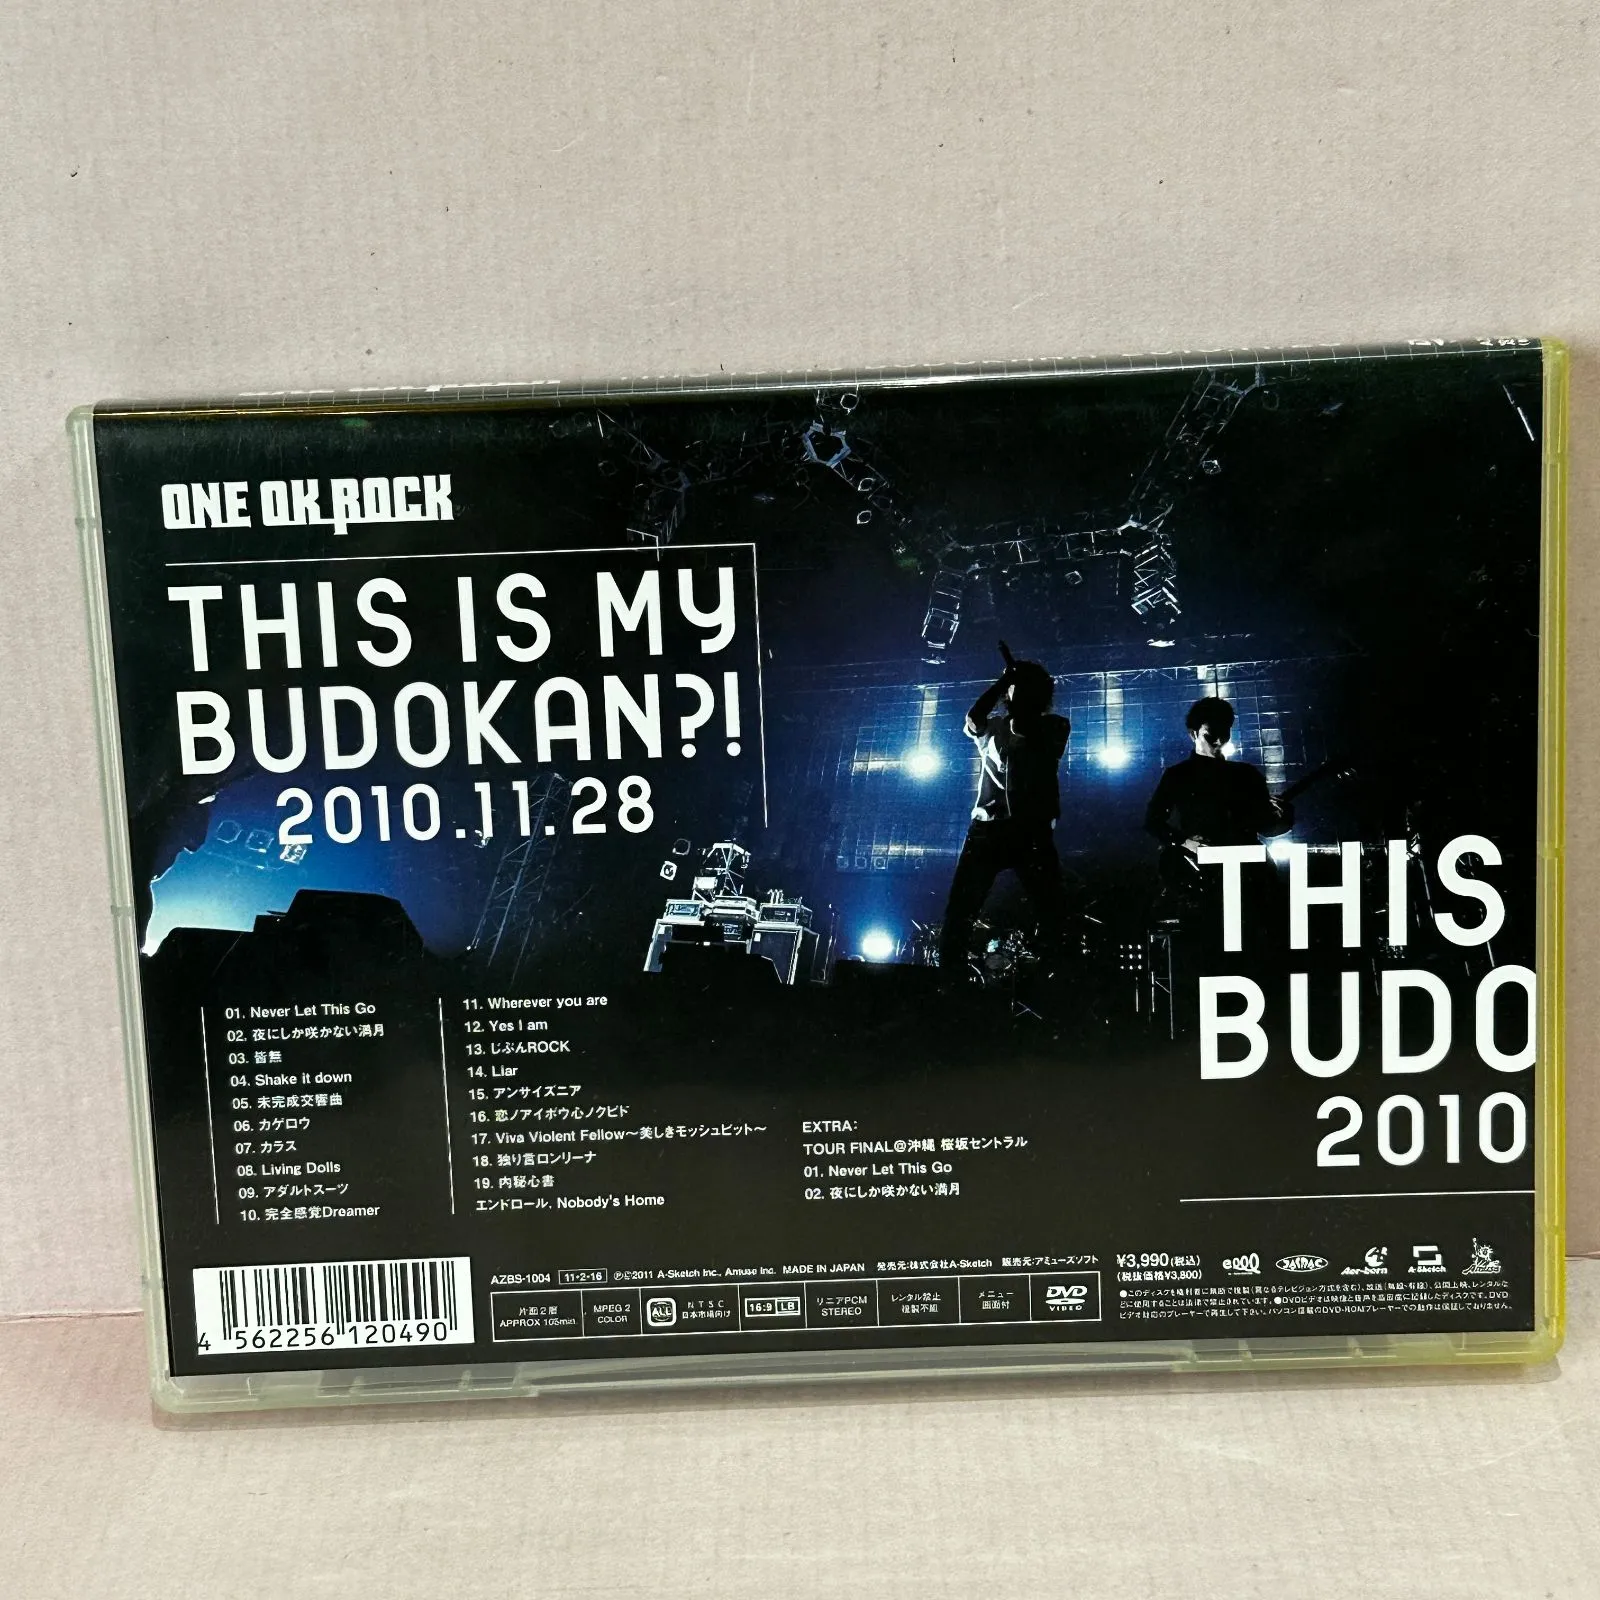 ONE OK ROCK
THIS IS MY
BUDOKAN?!
2010.11.28
THIS
BUDO
2010
01. Never Let This Go
02. 夜にしか咲かない満月
03. 皆無
04. Shake it down
05. 未完成交響曲
06. カゲロウ
07. カラス
08. Living Dolls
09. アダルトスーツ
10. 完全感覚Dreamer
11. Wherever you are
12. Yes I am
13. じぶんROCK
14. Liar
15. アンサイズニア
16. 恋ノアイボウ心ノクピド
17. Viva Violent Fellow〜美しきモッシュピット〜
18. 独り言ロンリーナ
19. 内秘心書
エンドロール. Nobody's Home
EXTRA:
TOUR FINAL@沖縄 桜坂セントラル
01. Never Let This Go
02. 夜にしか咲かない満月
4 562256 120490
AZBS-1004 11・2・16 ℗©2011 A-Sketch Inc., Amuse Inc. MADE IN JAPAN 発売元:株式会社A-Sketch 販売元:アミューズソフト
片面2層
MPEG 2
COLOR
ALL
NTSC
日本市場向け
16:9 LB
リニアPCM
STEREO
レンタル禁止
複製不能
メニュー
画面付
DVD
VIDEO
¥3,990(税込)
(税抜価格¥3,800)
A-Sketch
Amuse